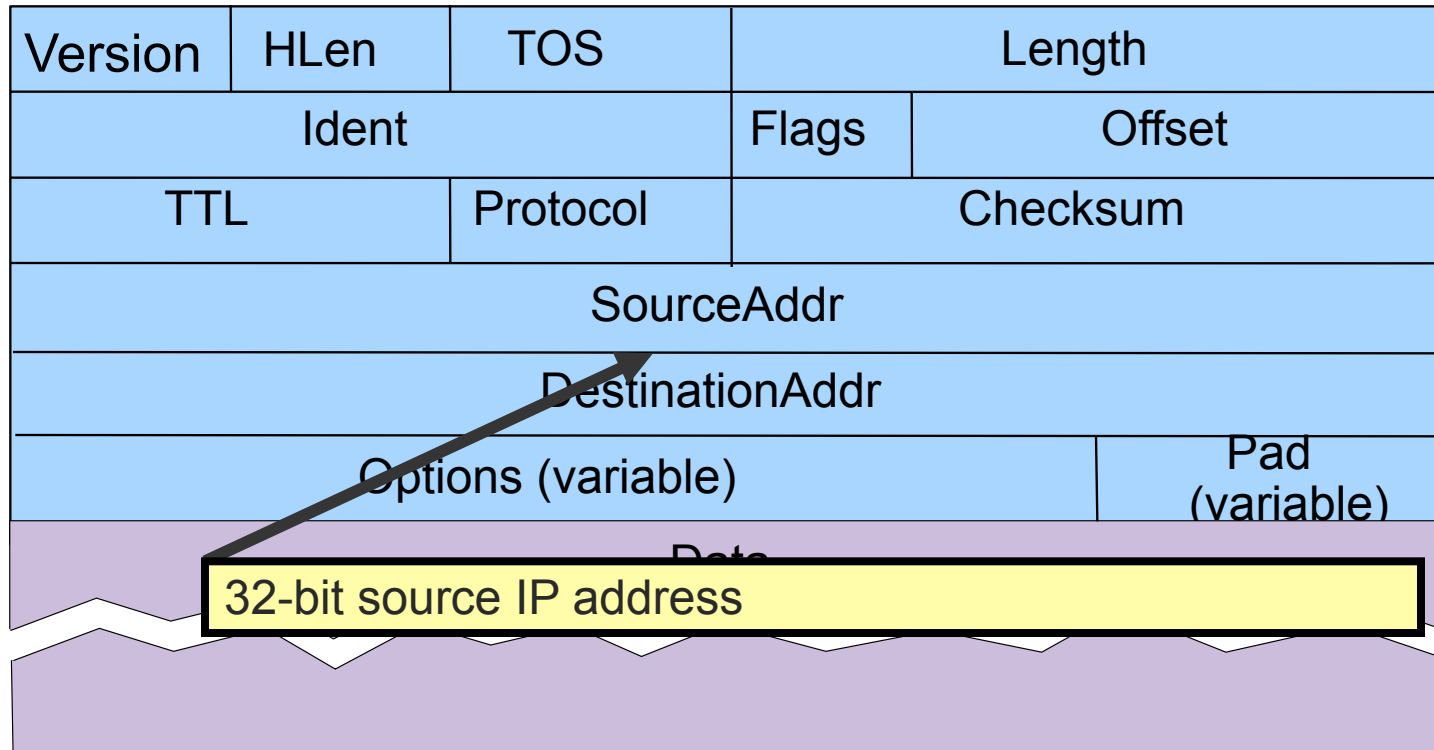 Version HLen TOS Length
Ident Flags Offset
TTL Protocol Checksum
SourceAddr
DestinationAddr
Options (variable) Pad
(variable)
Data
32-bit source IP address